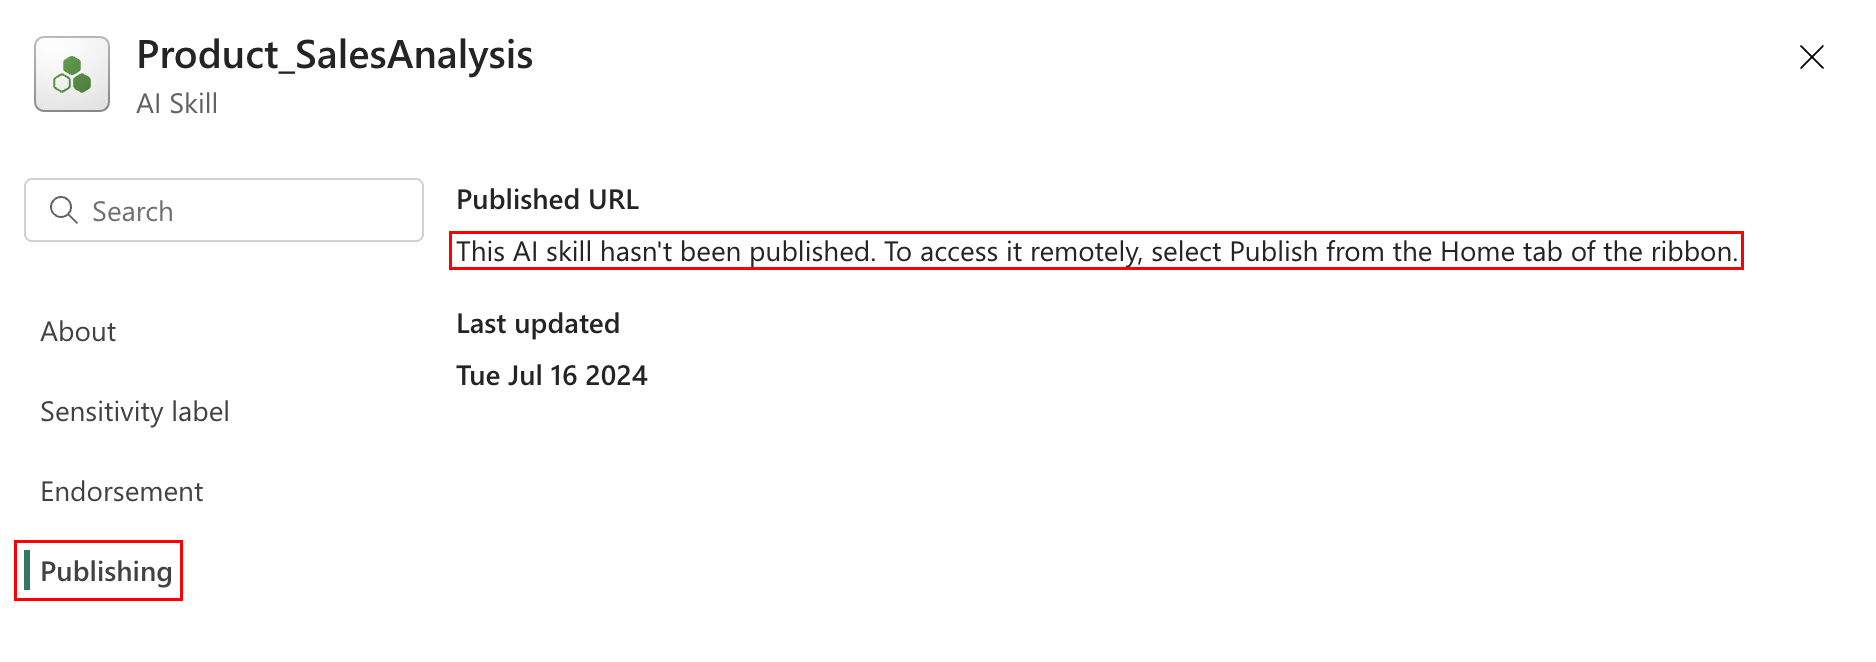 Product_SalesAnalysis
AI Skill
Search
About
Sensitivity label
Endorsement
Publishing
Published URL
This AI skill hasn't been published. To access it remotely, select Publish from the Home tab of the ribbon.
Last updated
Tue Jul 16 2024